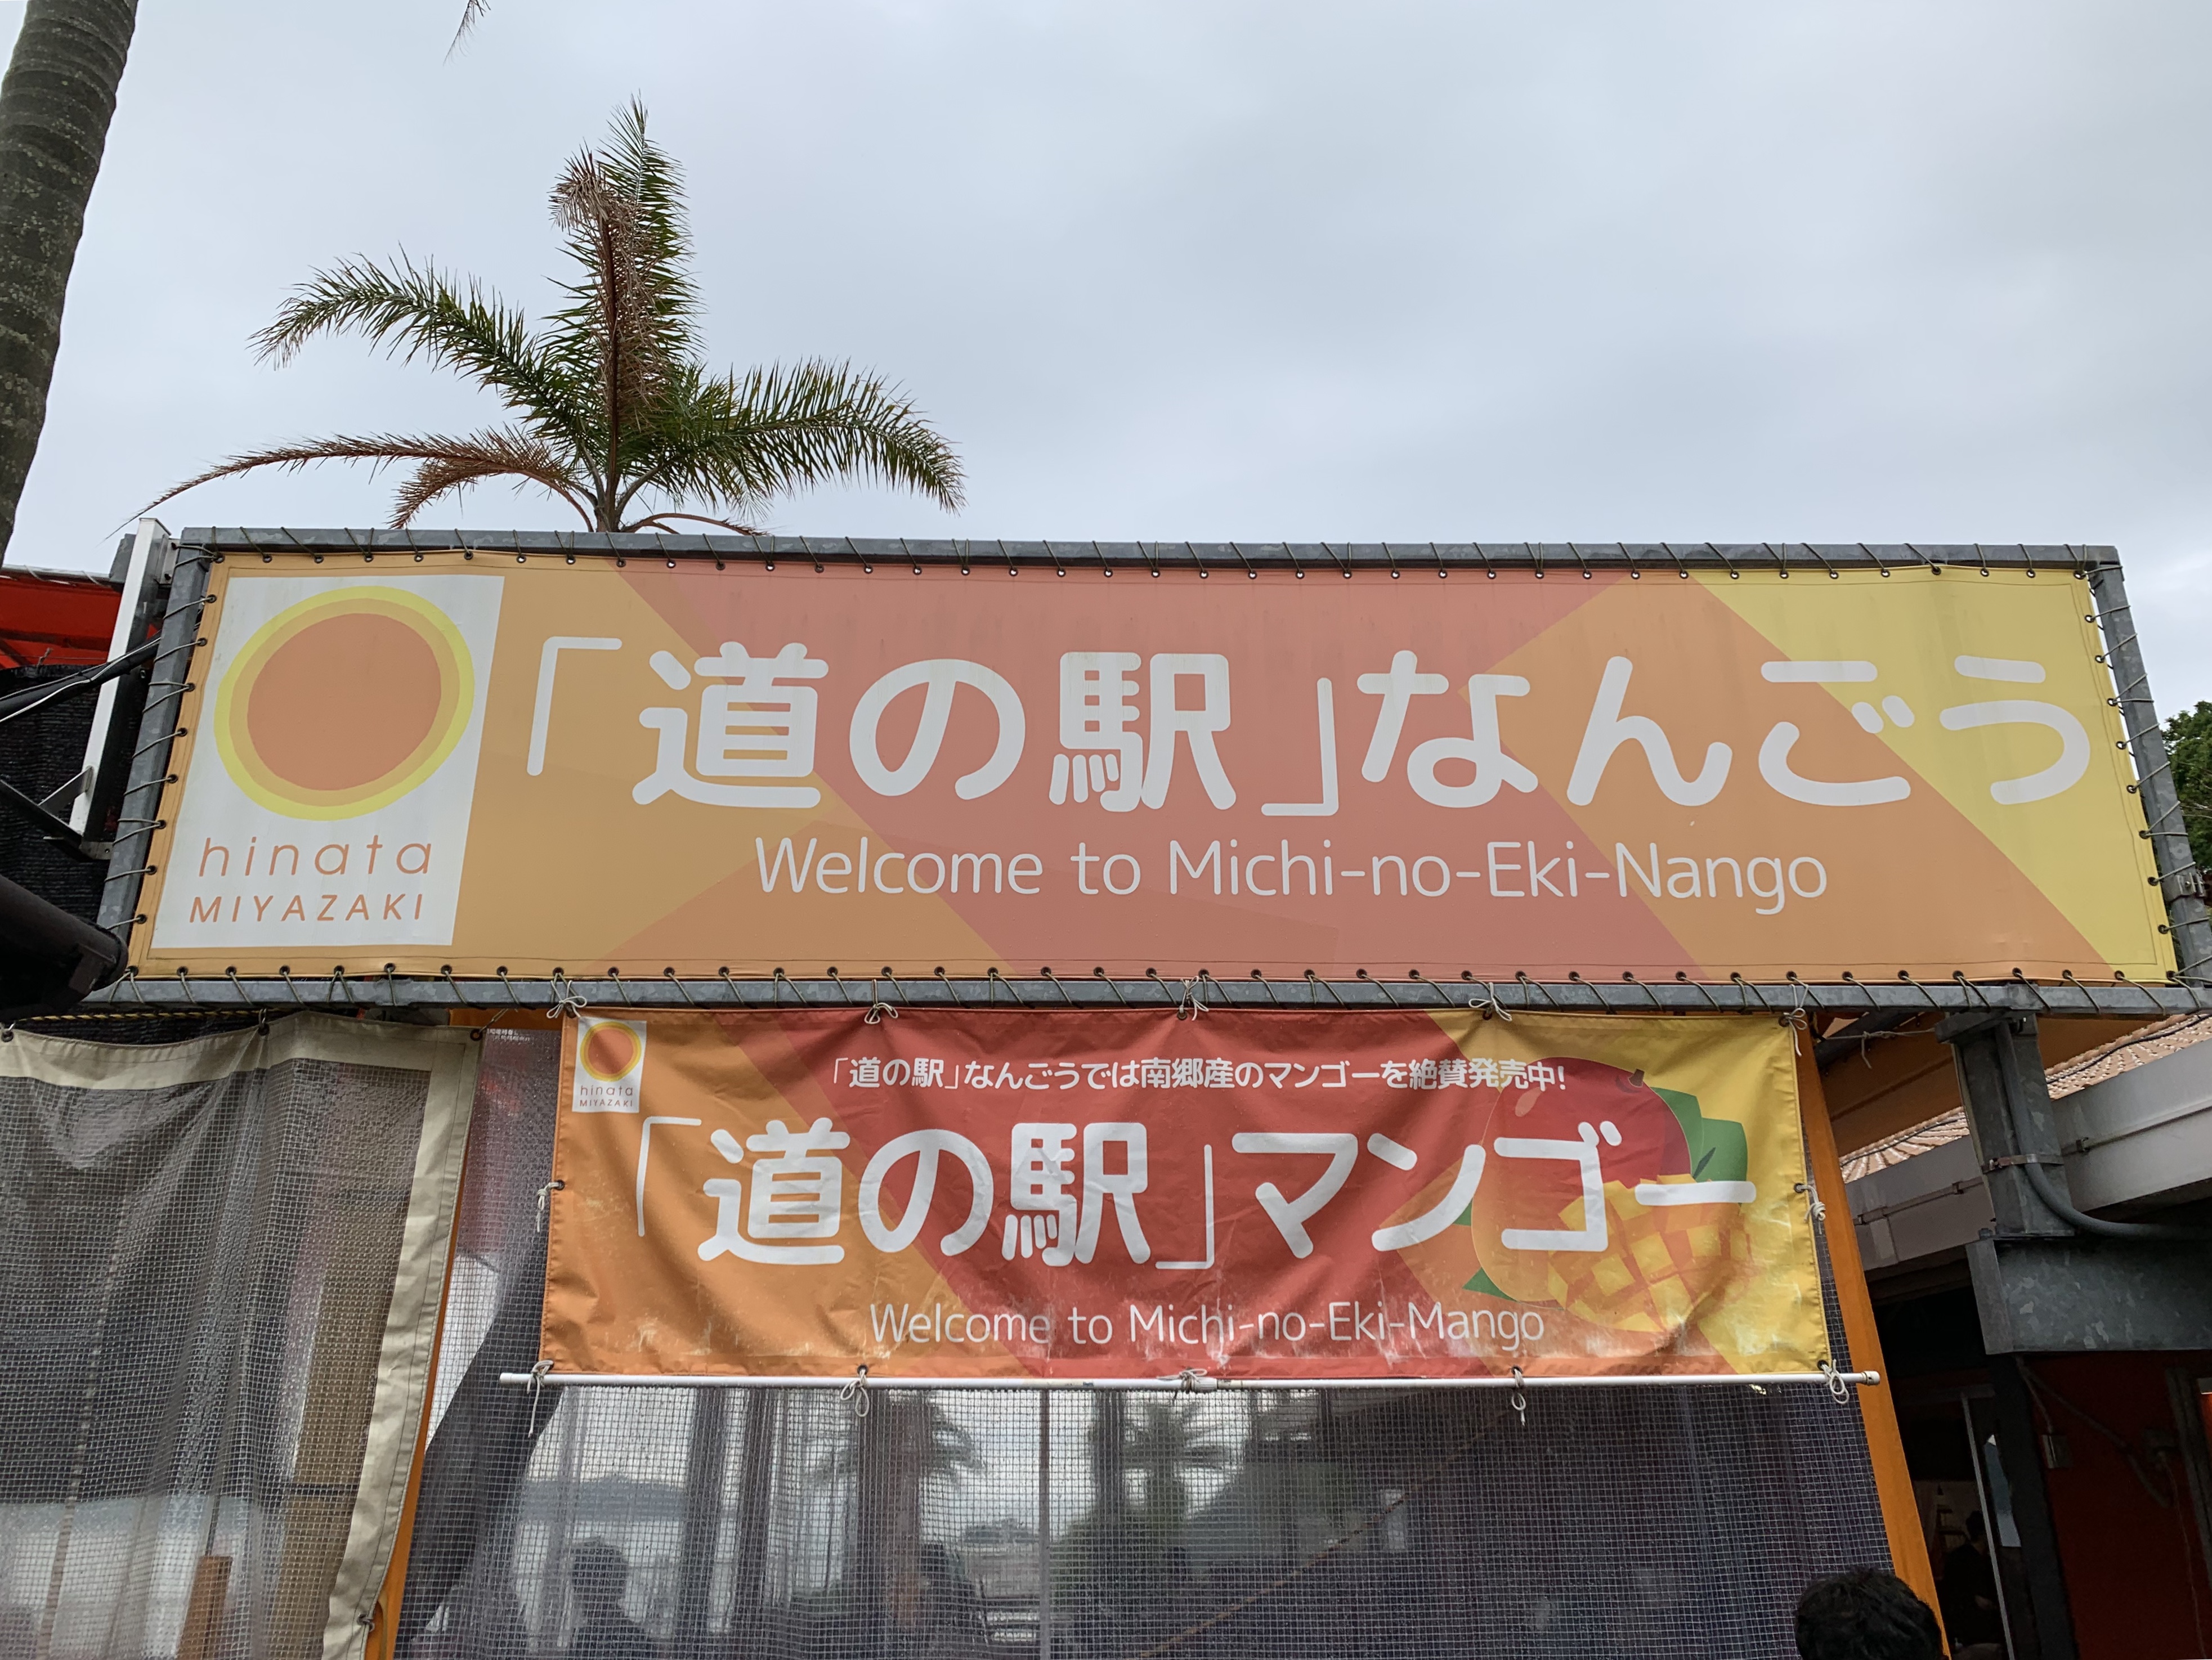 「道の駅」なんごう
Welcome to Michi-no-Eki-Nango
hinata
MIYAZAKI
hinata
MIYAZAKI
「道の駅」なんごうでは南郷産のマンゴーを絶賛発売中!
「道の駅」マンゴー
Welcome to Michi-no-Eki-Mango